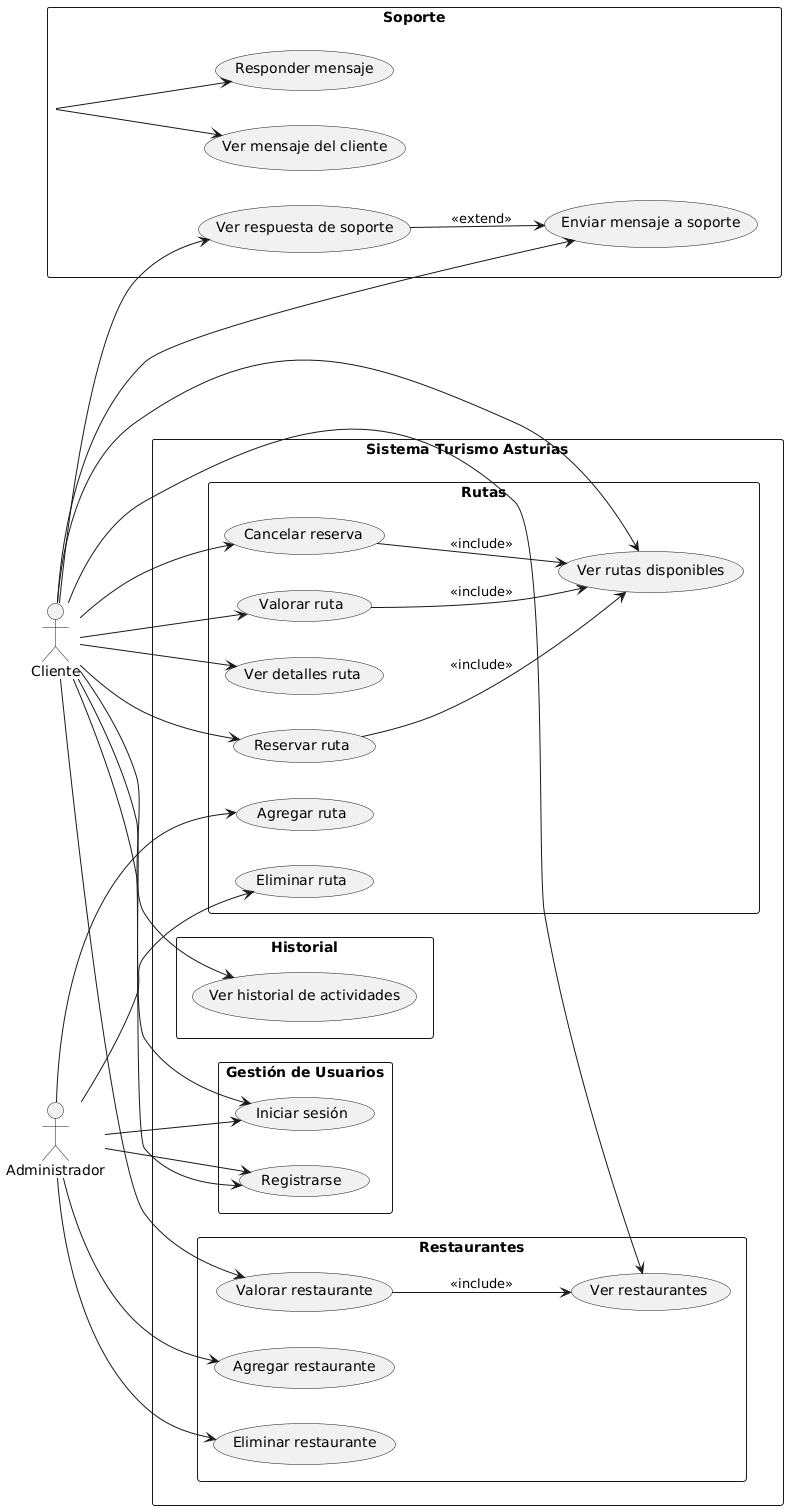 Soporte
Responder mensaje
Ver mensaje del cliente
Ver respuesta de soporte
«extend»
Enviar mensaje a soporte
Sistema Turismo Asturias
Rutas
Cancelar reserva
«include»
Ver rutas disponibles
Valorar ruta
«include»
Cliente
Ver detalles ruta
«include»
Reservar ruta
Agregar ruta
Eliminar ruta
Historial
Ver historial de actividades
Gestión de Usuarios
Iniciar sesión
Administrador
Registrarse
Restaurantes
Valorar restaurante
«include»
Ver restaurantes
Agregar restaurante
Eliminar restaurante